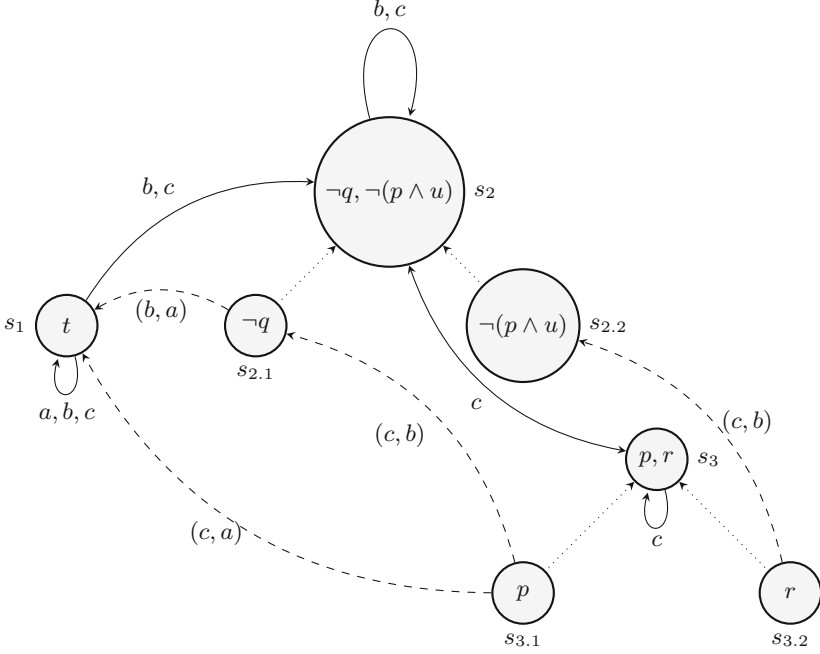 b, c
¬q, ¬(p ∧ u)
s₂
b, c
s₁
t
(b, a)
¬q
s₂.₁
¬(p ∧ u)
s₂.₂
a, b, c
c
(c, b)
(c, b)
p, r
s₃
(c, a)
c
p
s₃.₁
r
s₃.₂